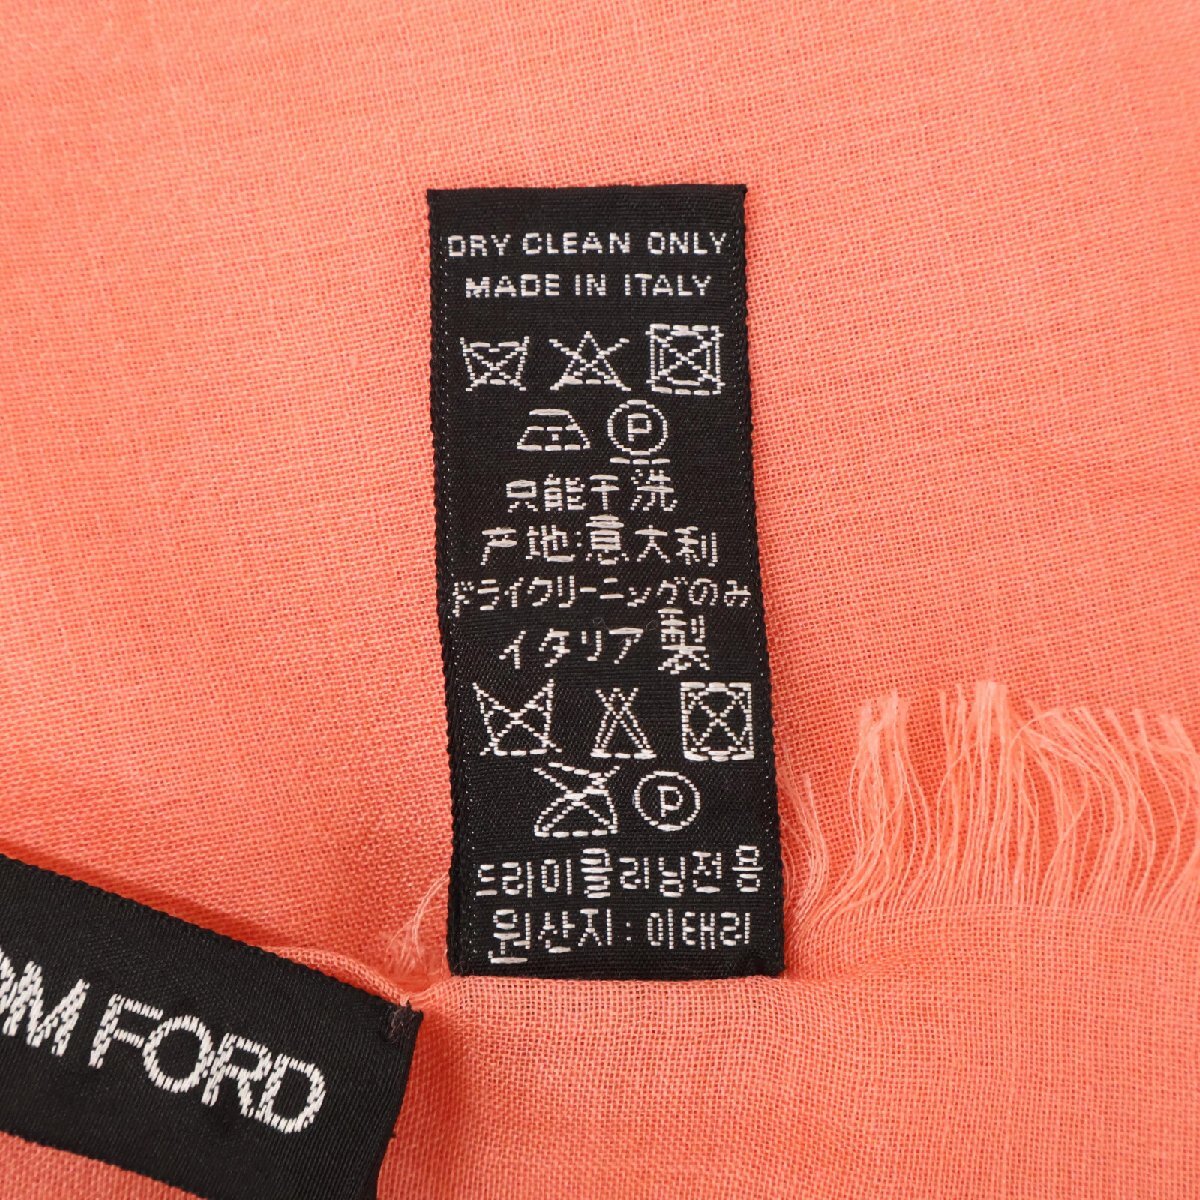 DRY CLEAN ONLY
MADE IN ITALY
P
只能干洗
产地:意大利
ドライクリーニングのみ
イタリア製
P
드라이클리닝전용
원산지:이태리
OM FORD